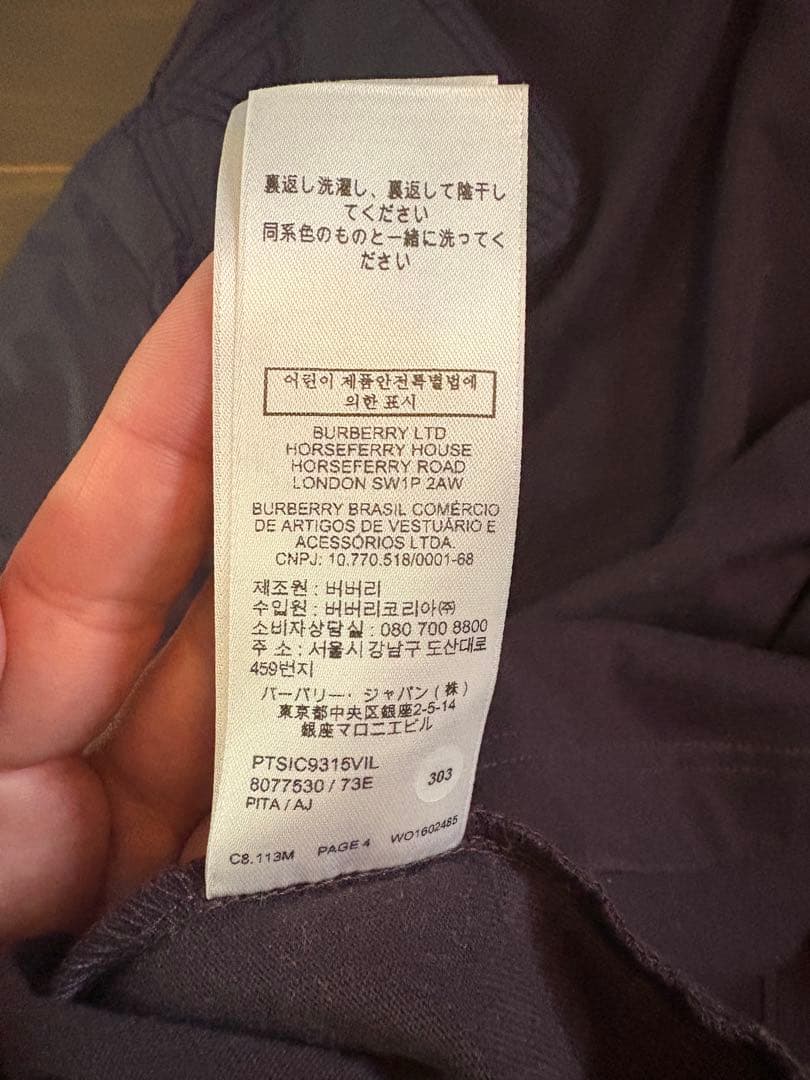 裏返し洗濯し、裏返して陰干し
てください
同系色のものと一緒に洗ってく
ださい
어린이 제품안전특별법에
의한 표시
BURBERRY LTD
HORSEFERRY HOUSE
HORSEFERRY ROAD
LONDON SW1P 2AW
BURBERRY BRASIL COMÉRCIO
DE ARTIGOS DE VESTUÁRIO E
ACESSÓRIOS LTDA.
CNPJ: 10.770.518/0001-68
제조원 : 버버리
수입원 : 버버리코리아㈜
소비자상담실 : 080 700 8800
주 소 : 서울시 강남구 도산대로
459번지
バーバリー・ジャパン(株)
東京都中央区銀座2-5-14
銀座マロニエビル
PTSIC9315VIL
8077530 / 73E
303
PITA / AJ
C8.113M PAGE 4 WO1602485